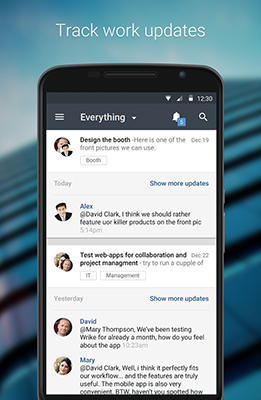 Track work updates
12:30
Everything
5
Design the booth -Here is one of the Dec 19
front pictures we can use.
Booth
Today Show more updates
Alex
@David Clark, I think we should rather
feature uor killer products on the front pic
5:14pm
Test web-apps for collaboration and Dec 22
project managment - try to run a cupple of
IT Management
Yesterday Show more updates
David
@Mary Thompson, We've been testing
Wrike for already a month, how do you feel
about the app 10:23am
Mary
@David Clark, Well, i think it perfectly fits
our workflow... and the features are truly
useful. The mobile app is also very
convenient. BTW, haven't you spotted how